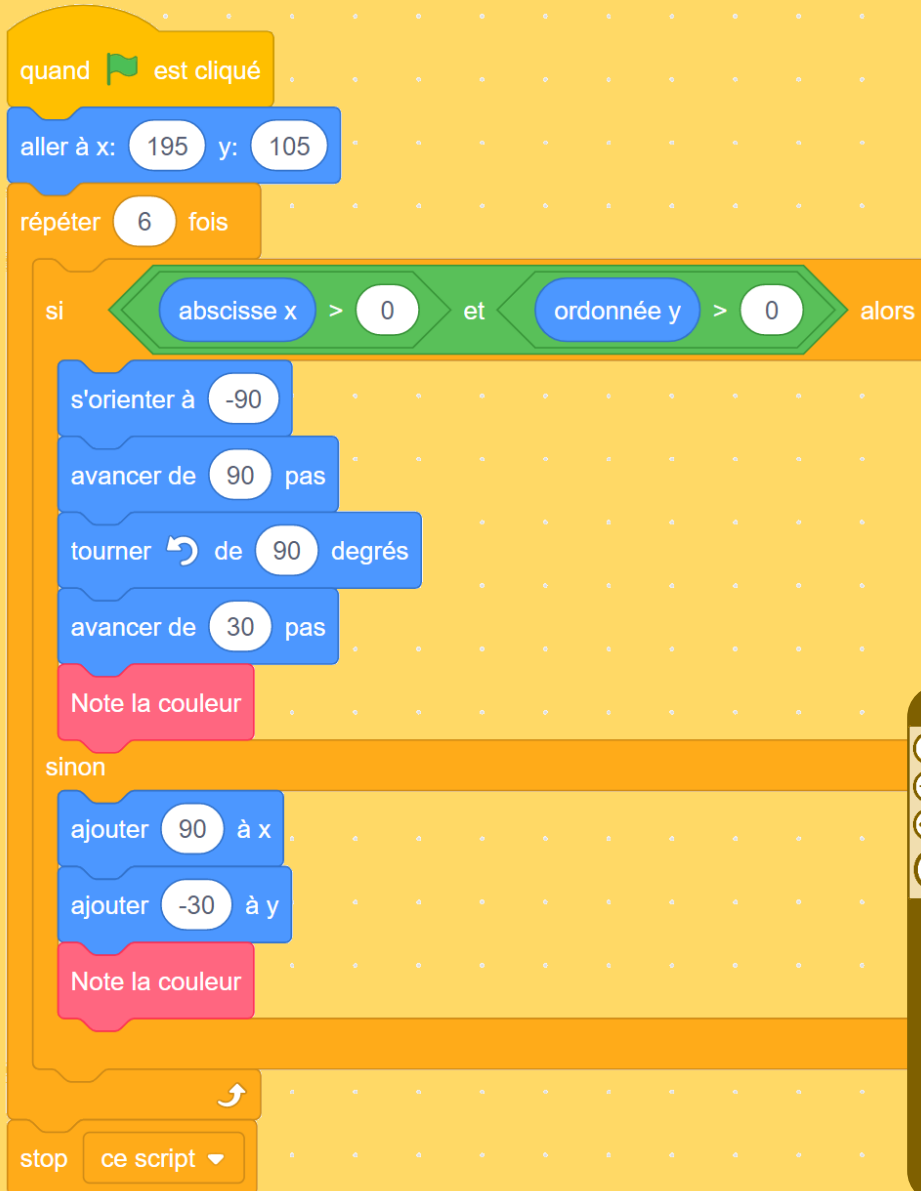 quand est cliqué
aller à x: 195 y: 105
répéter 6 fois
si abscisse x > 0 et ordonnée y > 0 alors
s'orienter à -90
avancer de 90 pas
tourner de 90 degrés
avancer de 30 pas
Note la couleur
sinon
ajouter 90 à x
ajouter -30 à y
Note la couleur
stop ce script